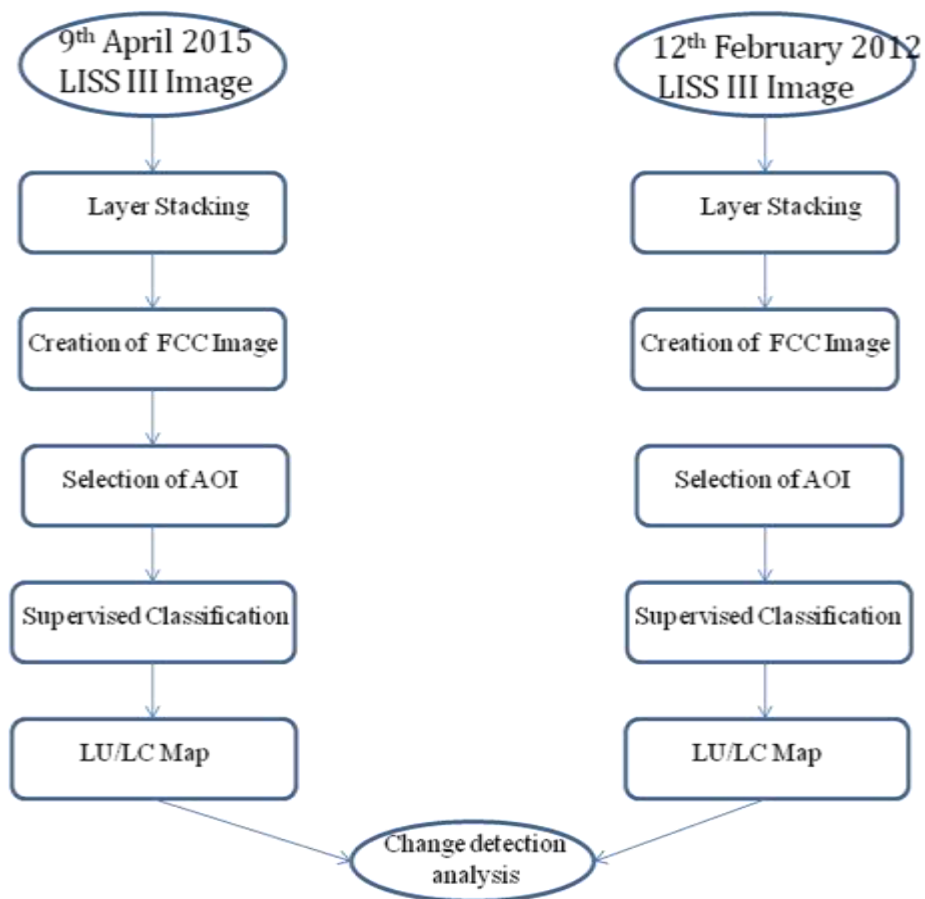 9th April 2015
LISS III Image
Layer Stacking
Creation of FCC Image
Selection of AOI
Supervised Classification
LU/LC Map
12th February 2012
LISS III Image
Layer Stacking
Creation of FCC Image
Selection of AOI
Supervised Classification
LU/LC Map
Change detection
analysis